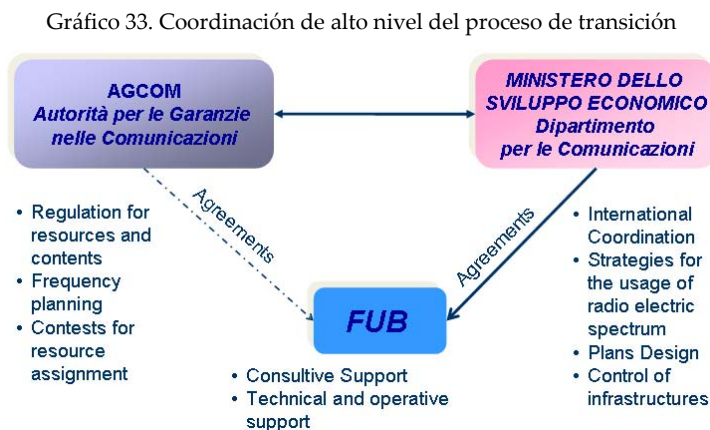 Gráfico 33. Coordinación de alto nivel del proceso de transición
AGCOM
Autorità per le Garanzie
nelle Comunicazioni
MINISTERO DELLO
SVILUPPO ECONOMICO
Dipartimento
per le Comunicazioni
Agreements
Agreements
• Regulation for
resources and
contents
• Frequency
planning
• Contests for
resource
assignment
• International
Coordination
• Strategies for
the usage of
radio electric
spectrum
• Plans Design
• Control of
infrastructures
FUB
• Consultive Support
• Technical and operative
support